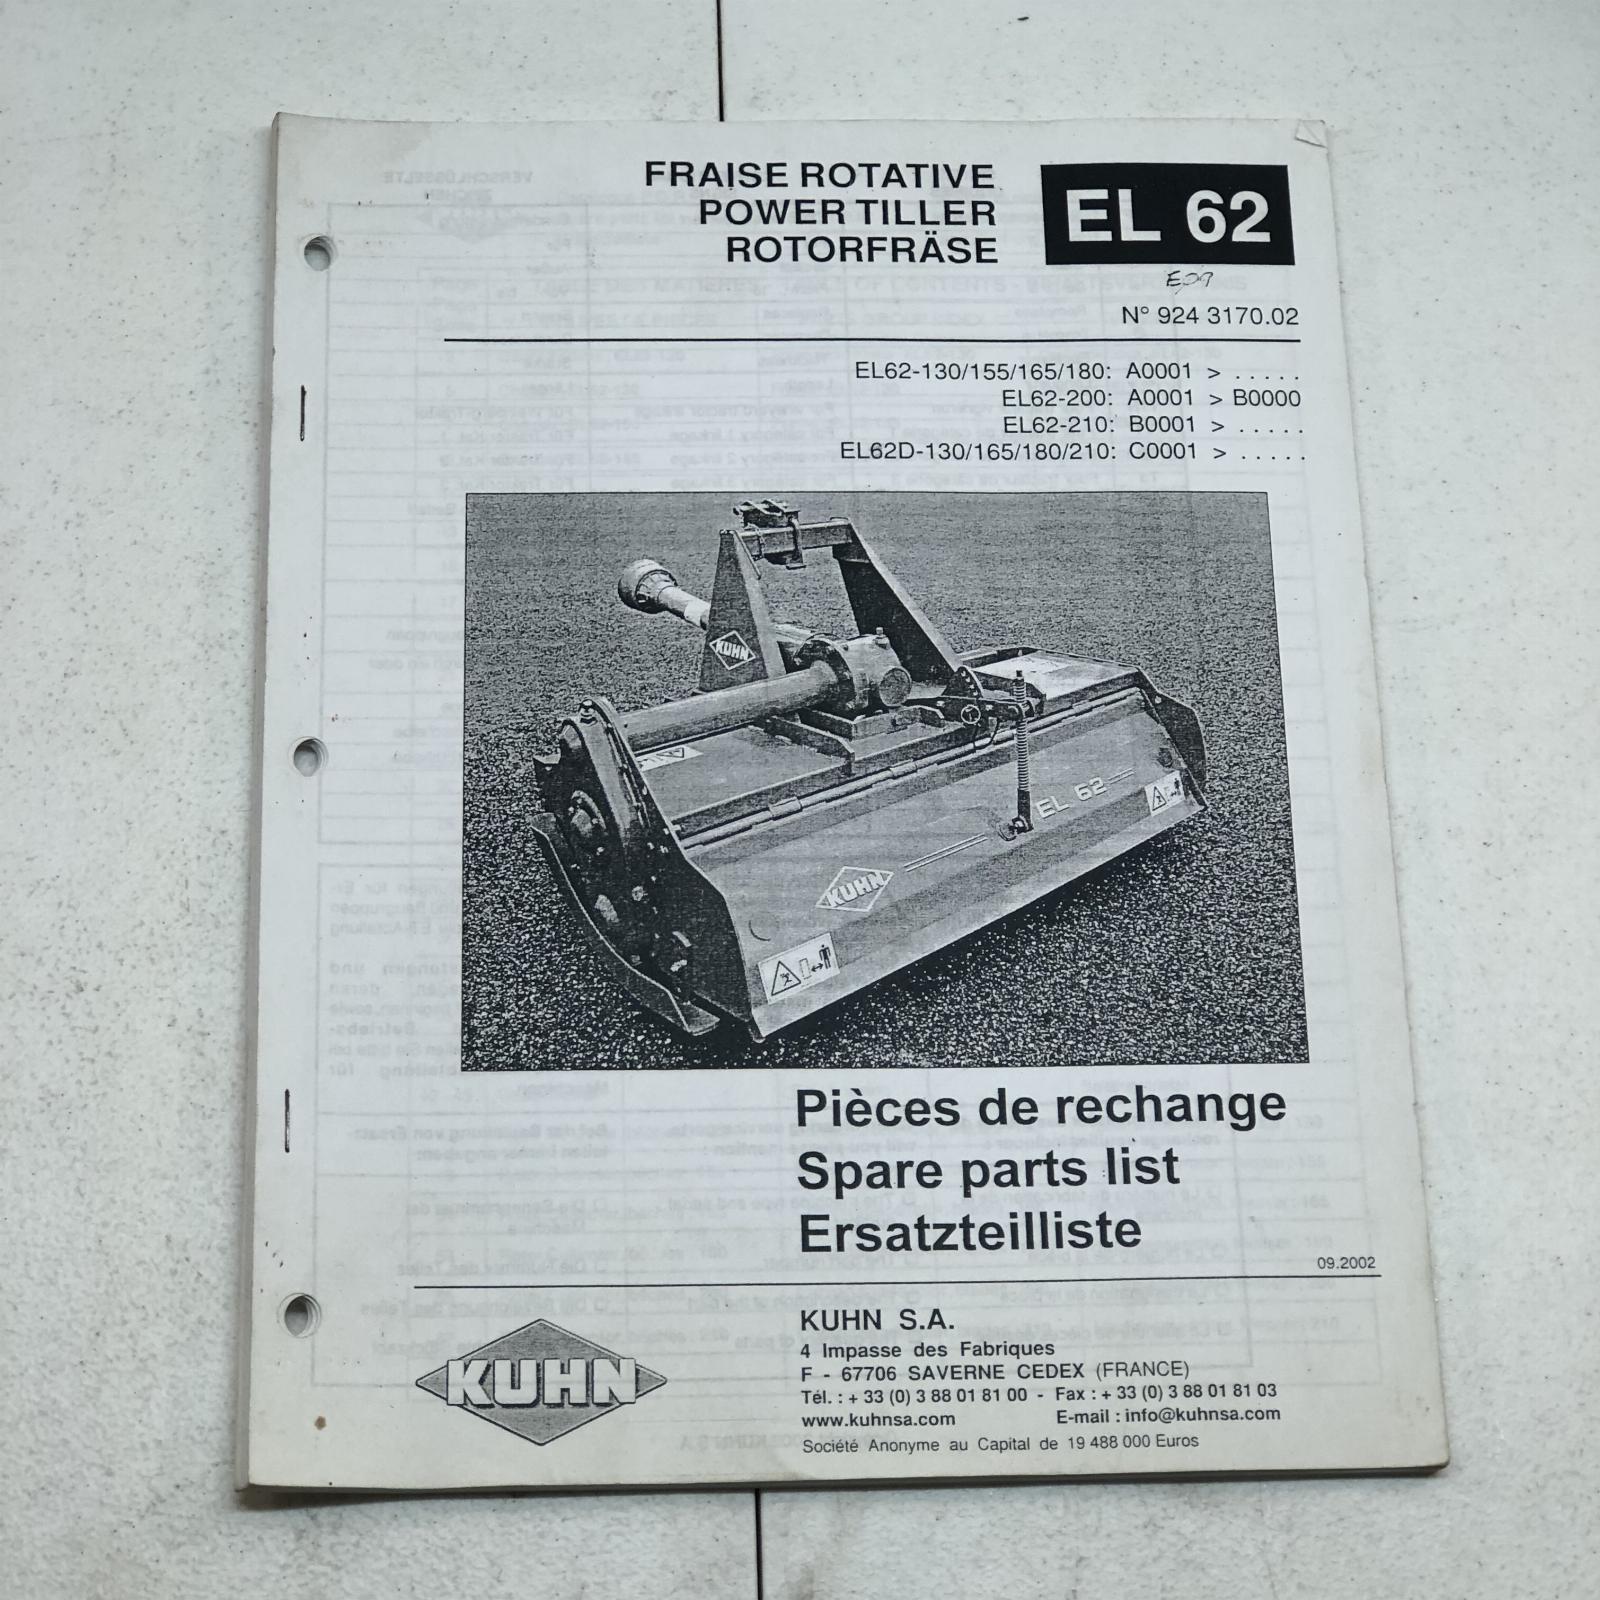 FRAISE ROTATIVE
POWER TILLER
ROTORFRÄSE
EL 62
N° 924 3170.02
EL62-130/155/165/180: A0001 > . . . . .
EL62-200: A0001 > B0000
EL62-210: B0001 > . . . . .
EL62D-130/165/180/210: C0001 > . . . . .
KUHN
EL 62
KUHN
Pièces de rechange
Spare parts list
Ersatzteilliste
09.2002
KUHN
KUHN S.A.
4 Impasse des Fabriques
F - 67706 SAVERNE CEDEX (FRANCE)
Tél. : + 33 (0) 3 88 01 81 00 - Fax : + 33 (0) 3 88 01 81 03
www.kuhnsa.com E-mail : info@kuhnsa.com
Société Anonyme au Capital de 19 488 000 Euros